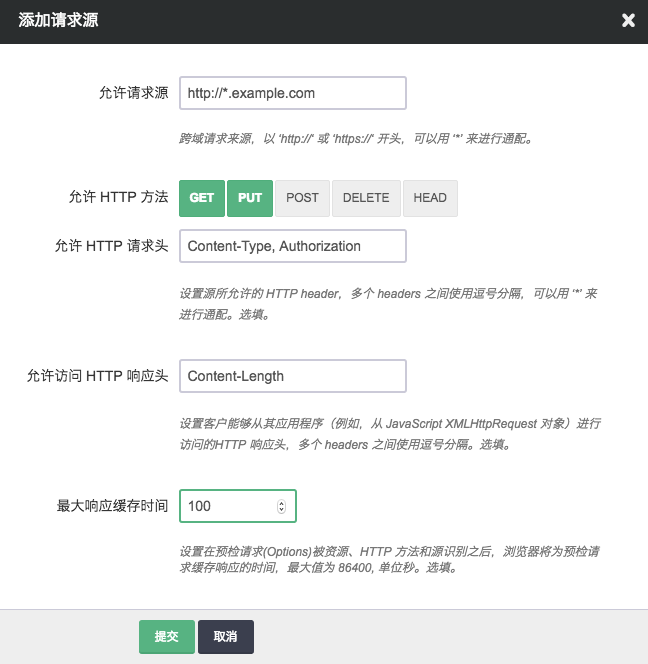 添加请求源
允许请求源 http://*.example.com
跨域请求来源，以 'http://' 或 'https://' 开头，可以用 '*' 来进行通配。
允许 HTTP 方法 GET PUT POST DELETE HEAD
允许 HTTP 请求头 Content-Type, Authorization
设置源所允许的 HTTP header，多个 headers 之间使用逗号分隔，可以用 '*' 来
进行通配。选填。
允许访问 HTTP 响应头 Content-Length
设置客户能够从其应用程序（例如，从 JavaScript XMLHttpRequest 对象）进行
访问的HTTP 响应头，多个 headers 之间使用逗号分隔。选填。
最大响应缓存时间 100
设置在预检请求(Options)被资源、HTTP 方法和源识别之后，浏览器将为预检请
求缓存响应的时间，最大值为 86400, 单位秒。选填。
提交 取消